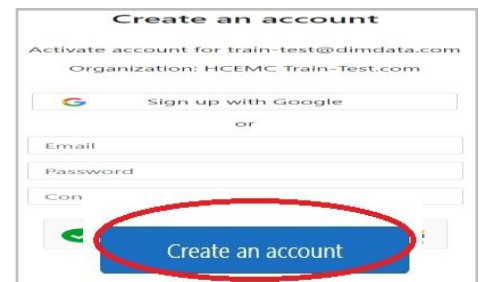 Create an account
Activate account for train-test@dimdata.com
Organization: HCEMC Train-Test.com
Sign up with Google
or
Email
Password
Con
Create an account